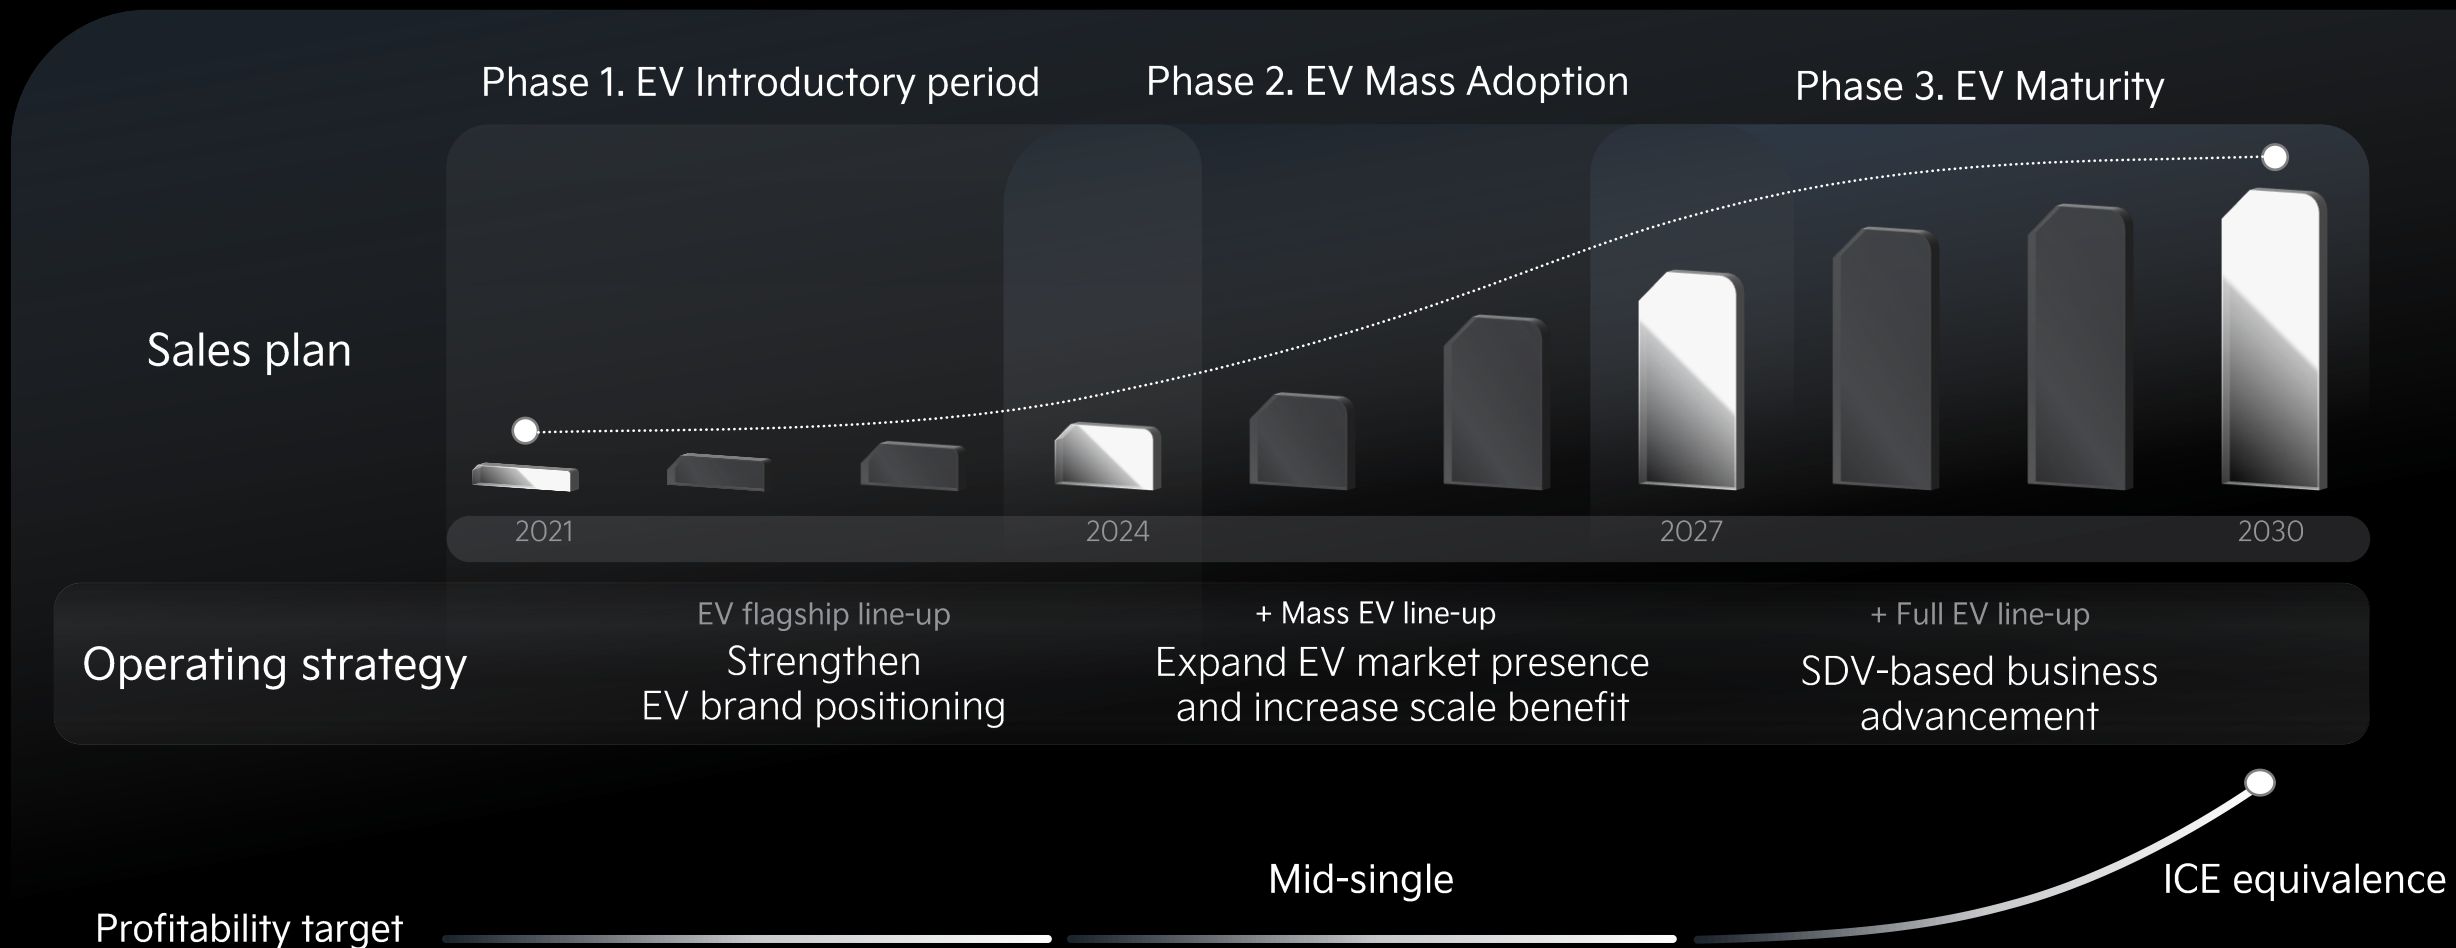 Phase 1. EV Introductory period
Phase 2. EV Mass Adoption
Phase 3. EV Maturity
Sales plan
2021
2024
2027
2030
Operating strategy
EV flagship line-up
Strengthen
EV brand positioning
+ Mass EV line-up
Expand EV market presence
and increase scale benefit
+ Full EV line-up
SDV-based business
advancement
Profitability target
Mid-single
ICE equivalence